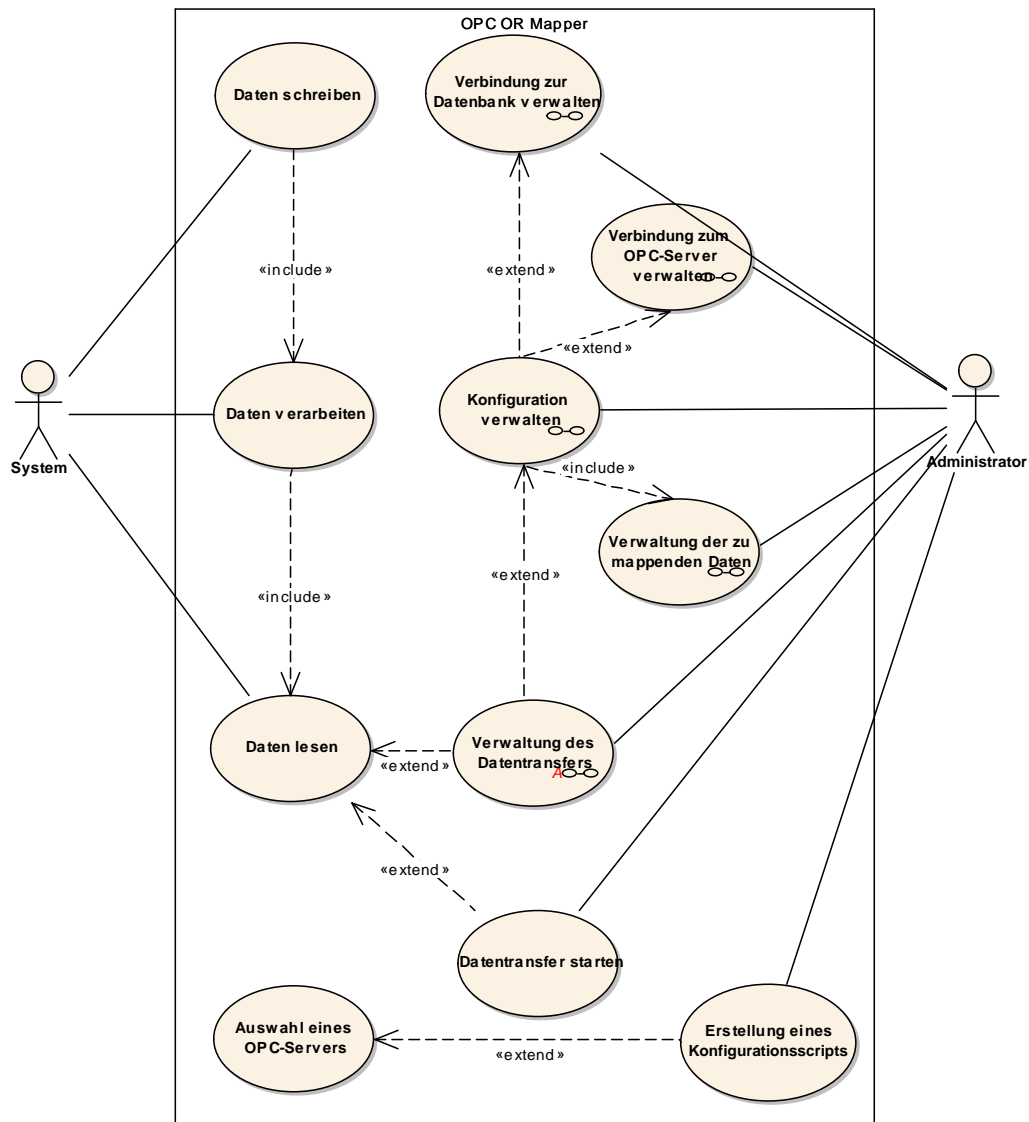 OPC OR Mapper
Daten schreiben
Verbindung zur
Datenbank verwalten
Verbindung zum
OPC-Server
verwalten
«include»
«extend»
«extend»
Daten verarbeiten
Konfiguration
verwalten
System
Administrator
«include»
Verwaltung der zu
mappenden Daten
«extend»
«include»
Daten lesen
Verwaltung des
Datentransfers
A
«extend»
«extend»
Datentransfer starten
Auswahl eines
OPC-Servers
Erstellung eines
Konfigurationsscripts
«extend»